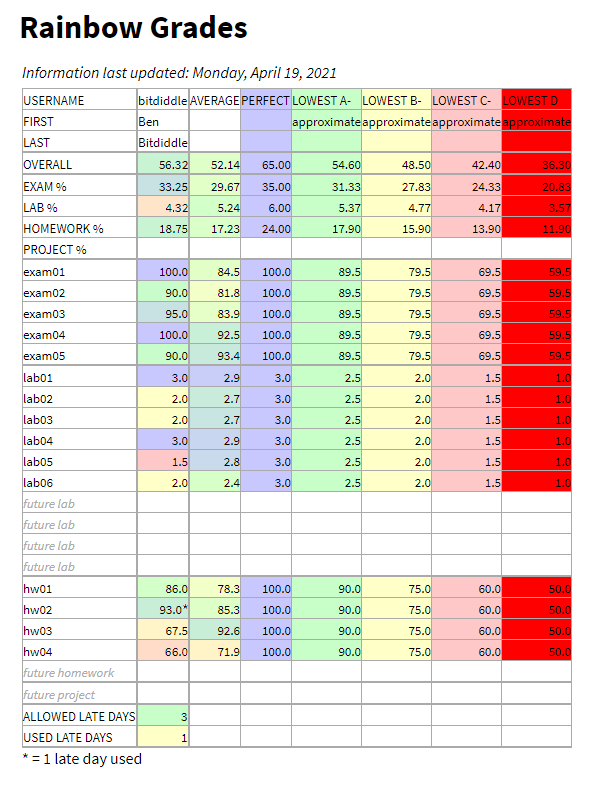 Rainbow Grades
Information last updated: Monday, April 19, 2021
USERNAME bitdiddle AVERAGE PERFECT LOWEST A- LOWEST B- LOWEST C- LOWEST D
FIRST Ben approximate approximate approximate approximate
LAST Bitdiddle
OVERALL 56.32 52.14 65.00 54.60 48.50 42.40 36.30
EXAM % 33.25 29.67 35.00 31.33 27.83 24.33 20.83
LAB % 4.32 5.24 6.00 5.37 4.77 4.17 3.57
HOMEWORK % 18.75 17.23 24.00 17.90 15.90 13.90 11.90
PROJECT %
exam01 100.0 84.5 100.0 89.5 79.5 69.5 59.5
exam02 90.0 81.8 100.0 89.5 79.5 69.5 59.5
exam03 95.0 83.9 100.0 89.5 79.5 69.5 59.5
exam04 100.0 92.5 100.0 89.5 79.5 69.5 59.5
exam05 90.0 93.4 100.0 89.5 79.5 69.5 59.5
lab01 3.0 2.9 3.0 2.5 2.0 1.5 1.0
lab02 2.0 2.7 3.0 2.5 2.0 1.5 1.0
lab03 2.0 2.7 3.0 2.5 2.0 1.5 1.0
lab04 3.0 2.9 3.0 2.5 2.0 1.5 1.0
lab05 1.5 2.8 3.0 2.5 2.0 1.5 1.0
lab06 2.0 2.4 3.0 2.5 2.0 1.5 1.0
future lab
future lab
future lab
future lab
hw01 86.0 78.3 100.0 90.0 75.0 60.0 50.0
hw02 93.0* 85.3 100.0 90.0 75.0 60.0 50.0
hw03 67.5 92.6 100.0 90.0 75.0 60.0 50.0
hw04 66.0 71.9 100.0 90.0 75.0 60.0 50.0
future homework
future project
ALLOWED LATE DAYS 3
USED LATE DAYS 1
* = 1 late day used